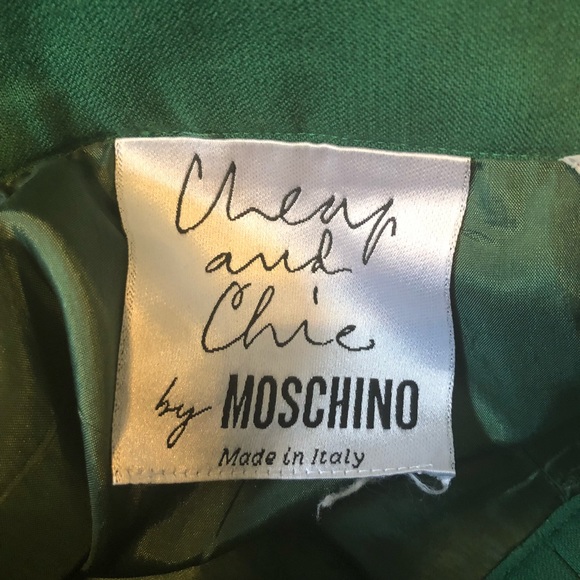 Cheap
and
Chic
by MOSCHINO
Made in Italy